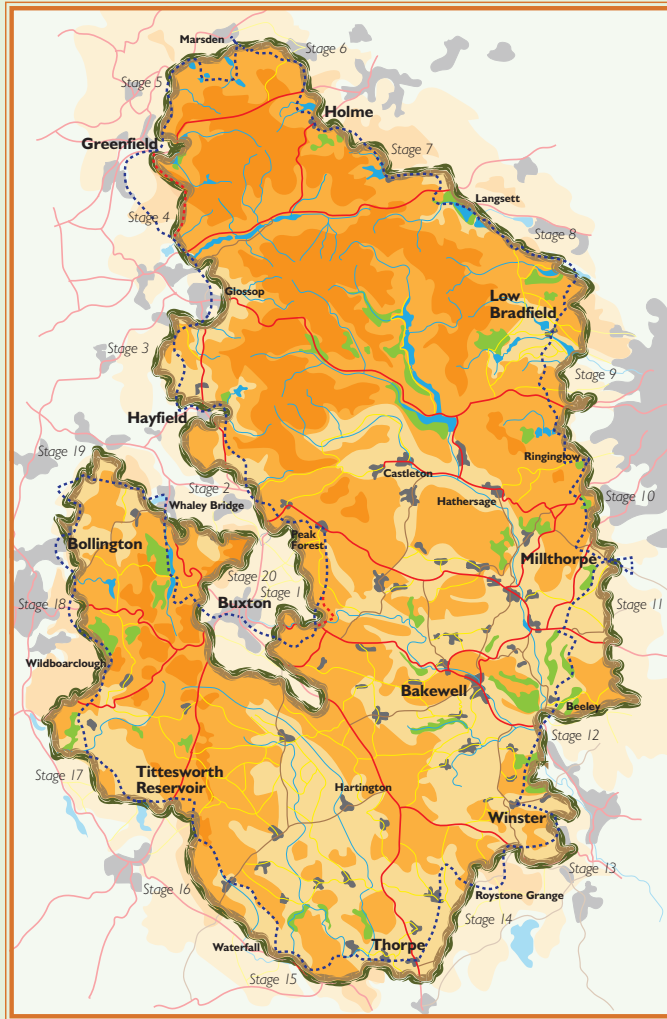 Marsden
Stage 6
Stage 5
Holme
Greenfield
Stage 7
Langsett
Stage 4
Stage 8
Glossop
Low
Bradfield
Stage 3
Stage 9
Hayfield
Stage 19
Ringinglow
Castleton
Stage 2
Hathersage
Stage 10
Whaley Bridge
Peak
Forest
Bollington
Millthorpe
Stage 20
Stage 1
Stage 18
Buxton
Stage 11
Wildboarclough
Bakewell
Beeley
Stage 12
Stage 17
Tittesworth
Reservoir
Hartington
Winster
Stage 13
Stage 16
Roystone Grange
Stage 14
Waterfall
Thorpe
Stage 15